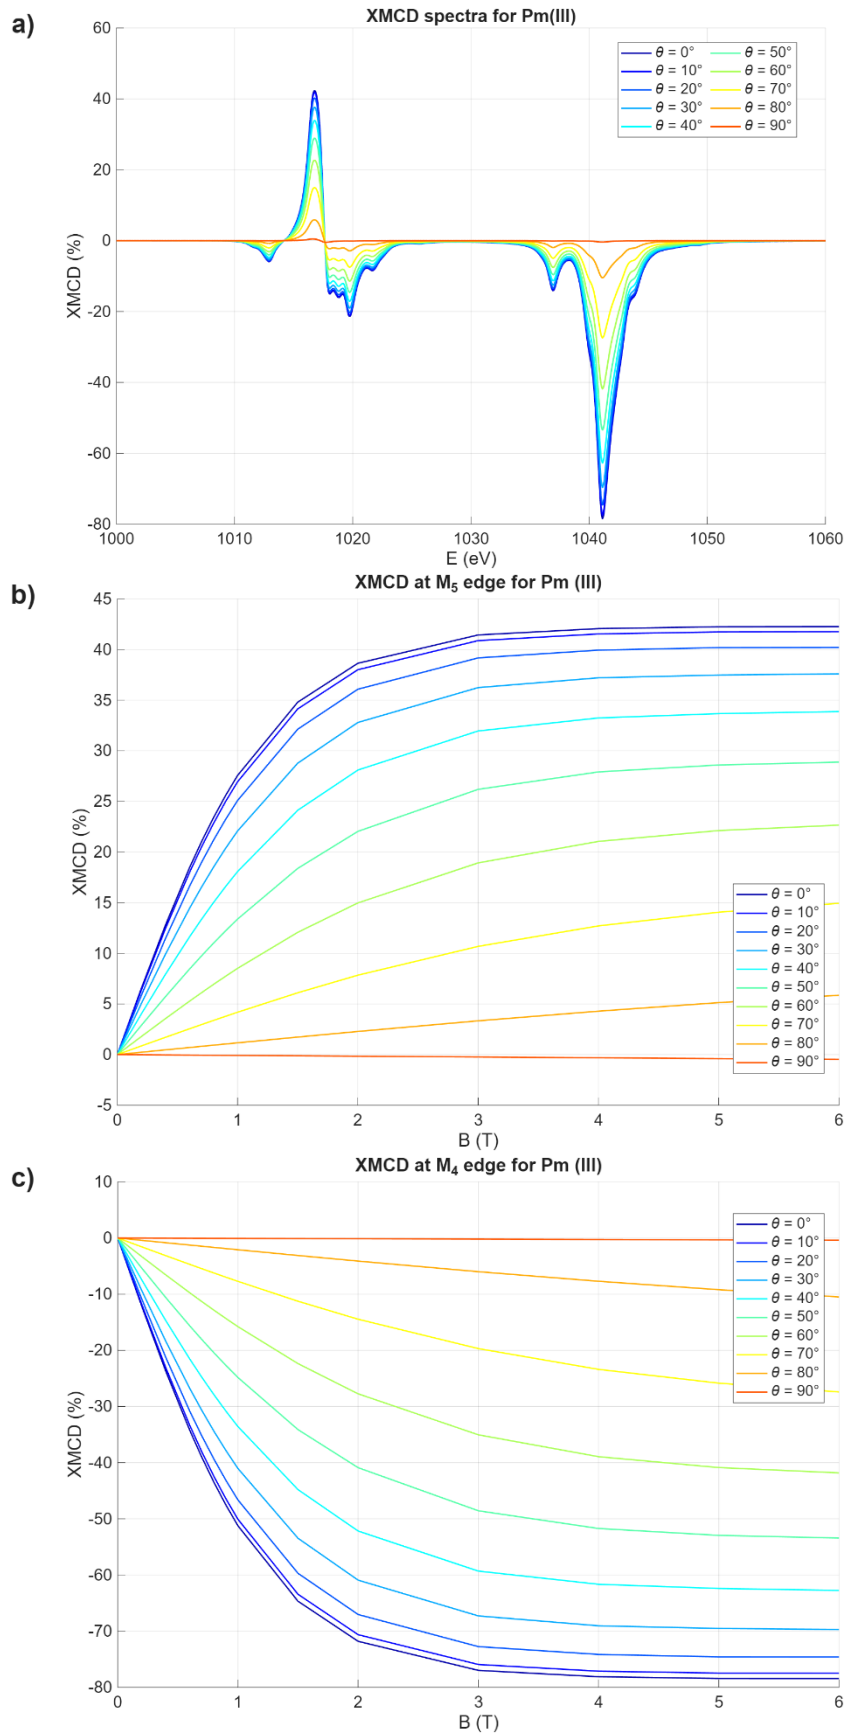 a)
XMCD spectra for Pm(III)
60
40
20
0
-20
-40
-60
-80
XMCD (%)
1000 1010 1020 1030 1040 1050 1060
E (eV)
θ = 0° θ = 50°
θ = 10° θ = 60°
θ = 20° θ = 70°
θ = 30° θ = 80°
θ = 40° θ = 90°
b)
XMCD at M5 edge for Pm (III)
45
40
35
30
25
20
15
10
5
0
-5
XMCD (%)
0 1 2 3 4 5 6
B (T)
θ = 0°
θ = 10°
θ = 20°
θ = 30°
θ = 40°
θ = 50°
θ = 60°
θ = 70°
θ = 80°
θ = 90°
c)
XMCD at M4 edge for Pm (III)
10
0
-10
-20
-30
-40
-50
-60
-70
-80
XMCD (%)
0 1 2 3 4 5 6
B (T)
θ = 0°
θ = 10°
θ = 20°
θ = 30°
θ = 40°
θ = 50°
θ = 60°
θ = 70°
θ = 80°
θ = 90°